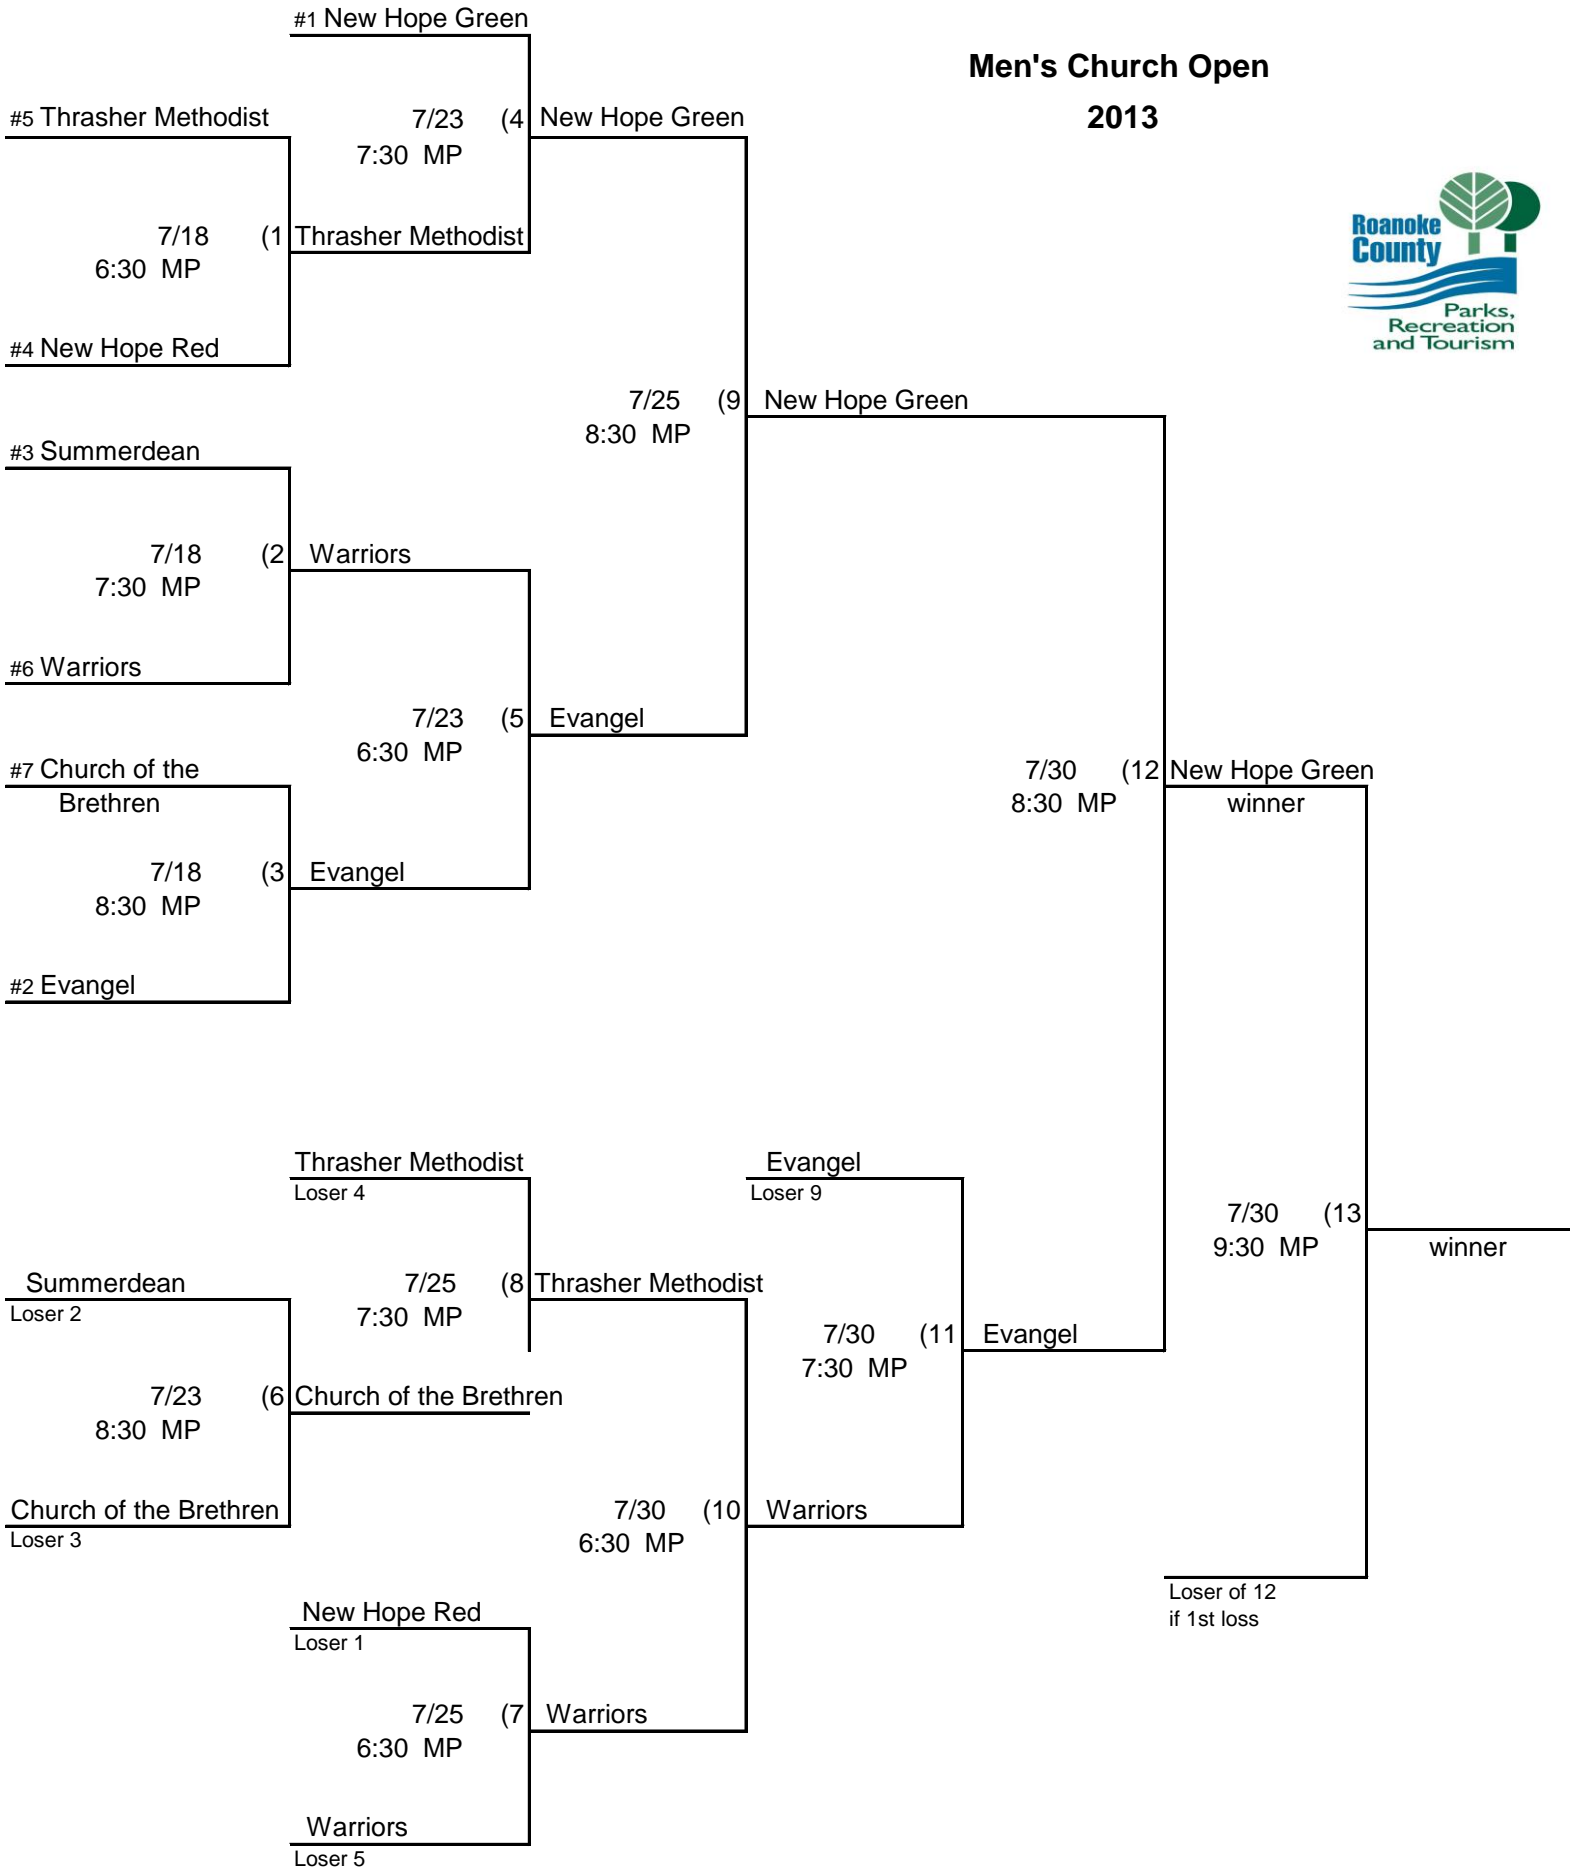 #1 New Hope Green
Men's Church Open
2013
#5 Thrasher Methodist
7/23 (4
New Hope Green
7:30 MP
Roanoke
County
Parks,
Recreation
and Tourism
7/18 (1
Thrasher Methodist
6:30 MP
#4 New Hope Red
7/25 (9
New Hope Green
8:30 MP
#3 Summerdean
7/18 (2
Warriors
7:30 MP
#6 Warriors
7/23 (5
Evangel
6:30 MP
#7 Church of the
Brethren
7/30 (12
New Hope Green
8:30 MP
winner
7/18 (3
Evangel
8:30 MP
#2 Evangel
Thrasher Methodist
Loser 4
Evangel
Loser 9
7/30 (13
9:30 MP
winner
Summerdean
Loser 2
7/25 (8
Thrasher Methodist
7:30 MP
7/30 (11
Evangel
7:30 MP
7/23 (6
Church of the Brethren
8:30 MP
Church of the Brethren
Loser 3
7/30 (10
Warriors
6:30 MP
Loser of 12
if 1st loss
New Hope Red
Loser 1
7/25 (7
Warriors
6:30 MP
Warriors
Loser 5